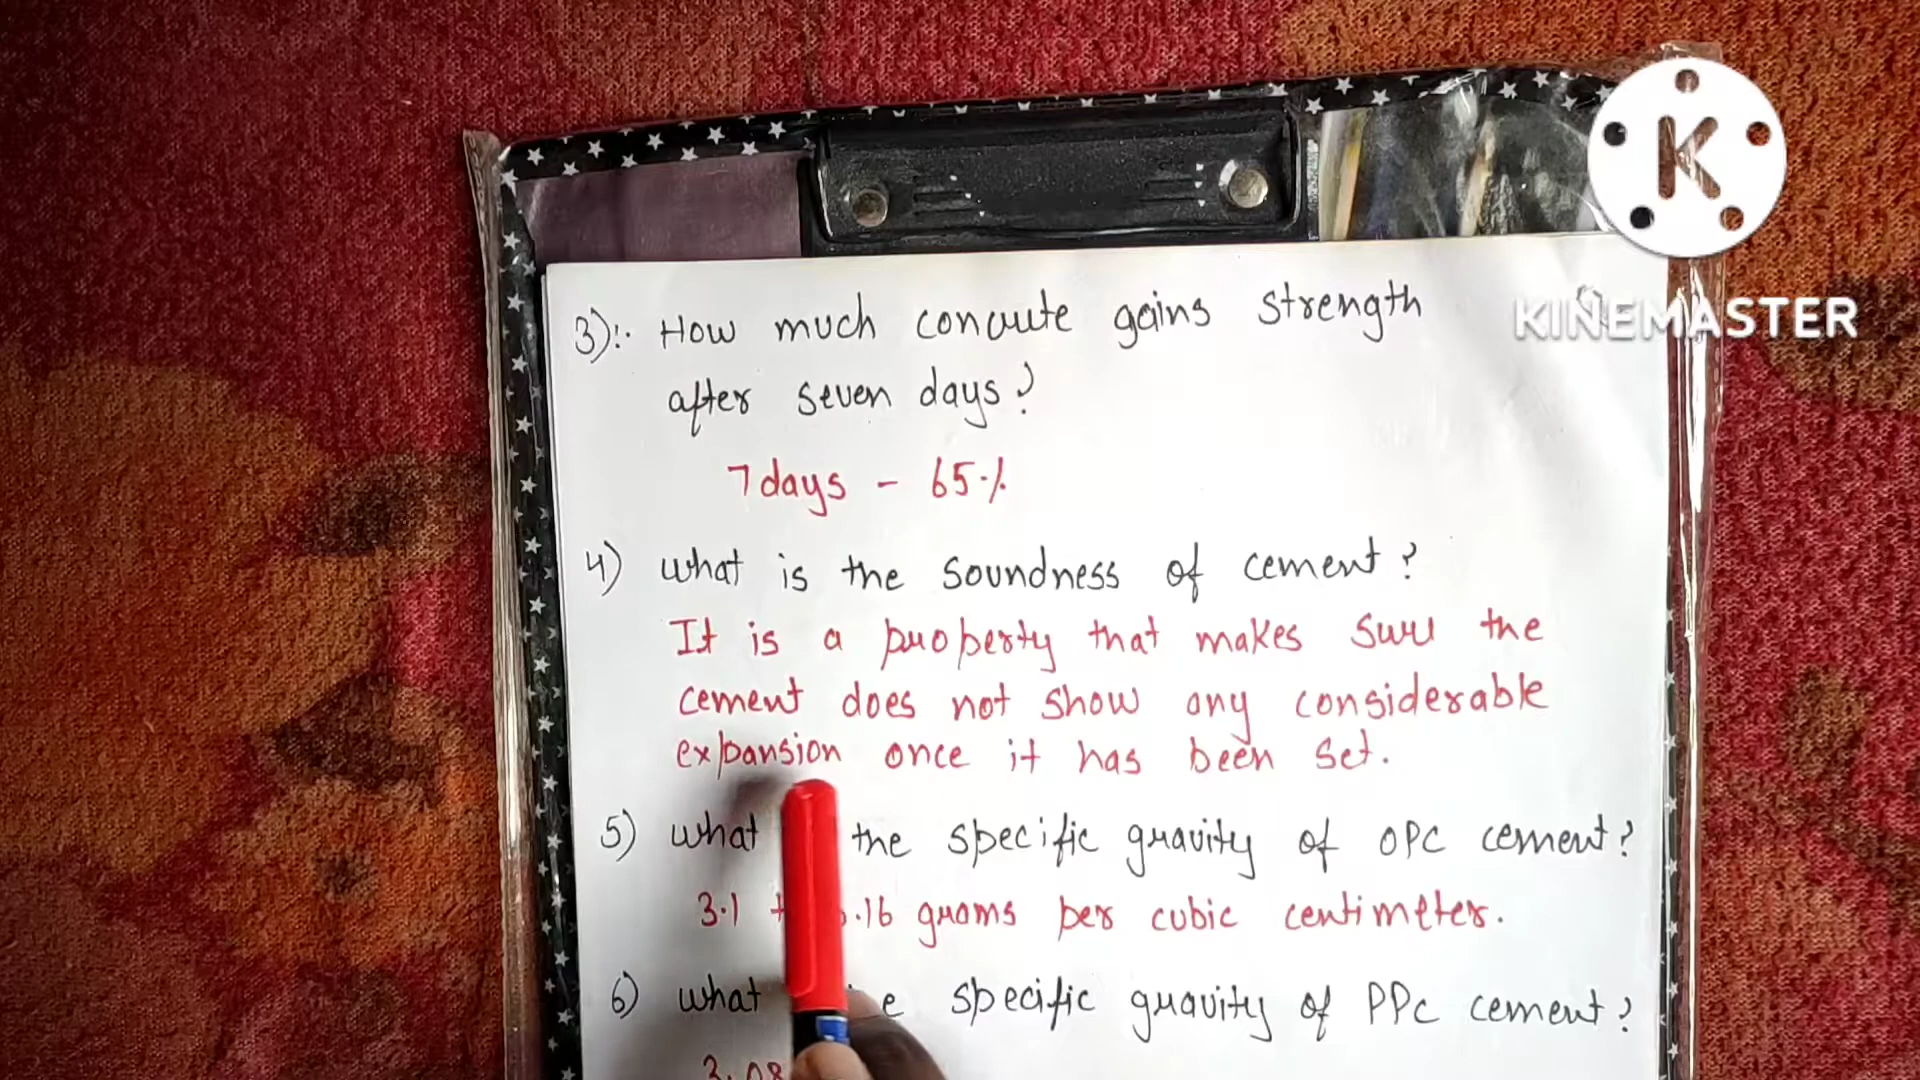 KINEMASTER
3):- How much concrete gains strength
after seven days?
7 days - 65%
4) what is the soundness of cement?
It is a property that makes sure the
cement does not show any considerable
expansion once it has been set.
5) what the specific gravity of OPC cement?
3.1 .16 grams per cubic centimeter.
6) what specific gravity of PPC cement?